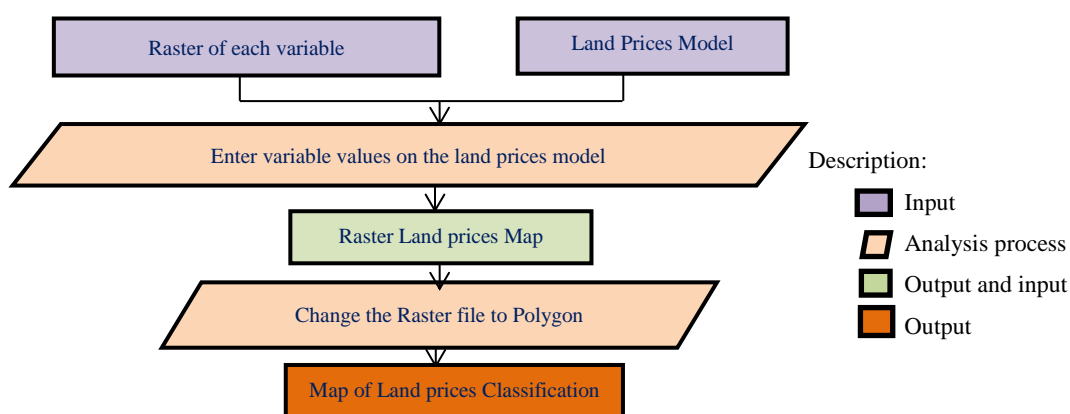 Raster of each variable
Land Prices Model
Enter variable values on the land prices model
Description:
Input
Raster Land prices Map
Analysis process
Output and input
Change the Raster file to Polygon
Output
Map of Land prices Classification